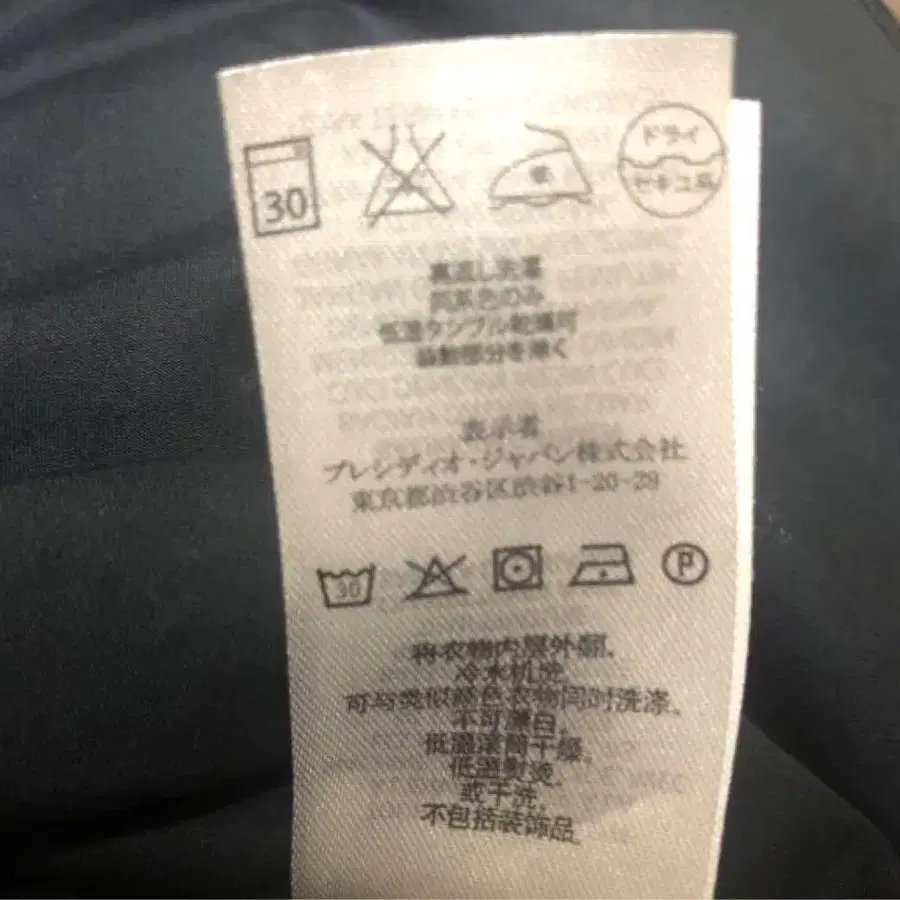 30
ドライ
セキユ系
裏返し洗濯
同系色のみ
低温タンブル乾燥可
装飾部分を除く
表示者
プレシディオ・ジャパン株式会社
東京都渋谷区渋谷1-20-29
30
P
将衣物内层外翻.
冷水机洗.
可与类似颜色衣物同时洗涤.
不可漂白.
低温滚筒干燥.
低温熨烫.
或干洗.
不包括装饰品.